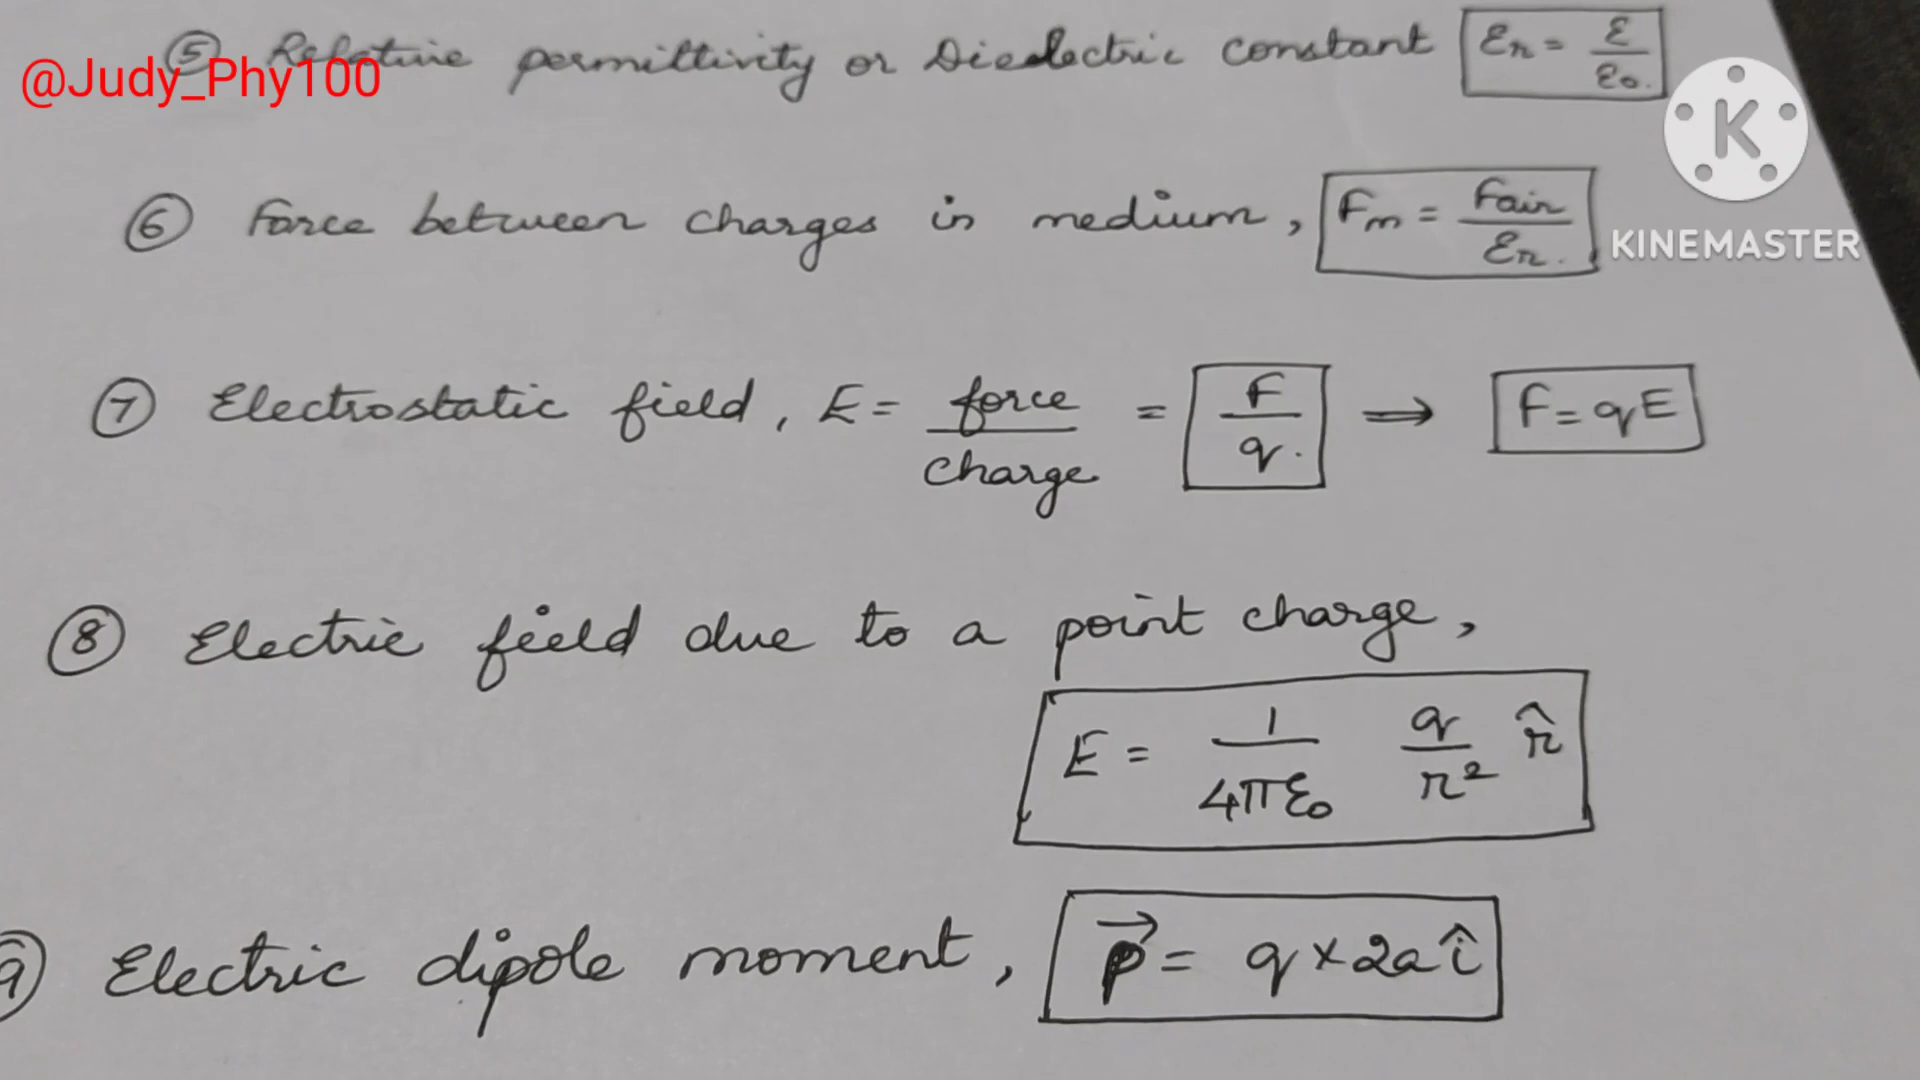 ⑤ Relative permittivity or Dielectric constant εr = ε/ε₀.
@Judy_Phy100
⑥ Force between charges in medium, Fm = Fair/εr.
KINEMASTER
⑦ Electrostatic field, E = force/charge = F/q. ⇒ F = qE
⑧ Electric field due to a point charge,
E = 1/4πε₀ q/r² r̂
⑨ Electric dipole moment, p⃗ = q × 2a î